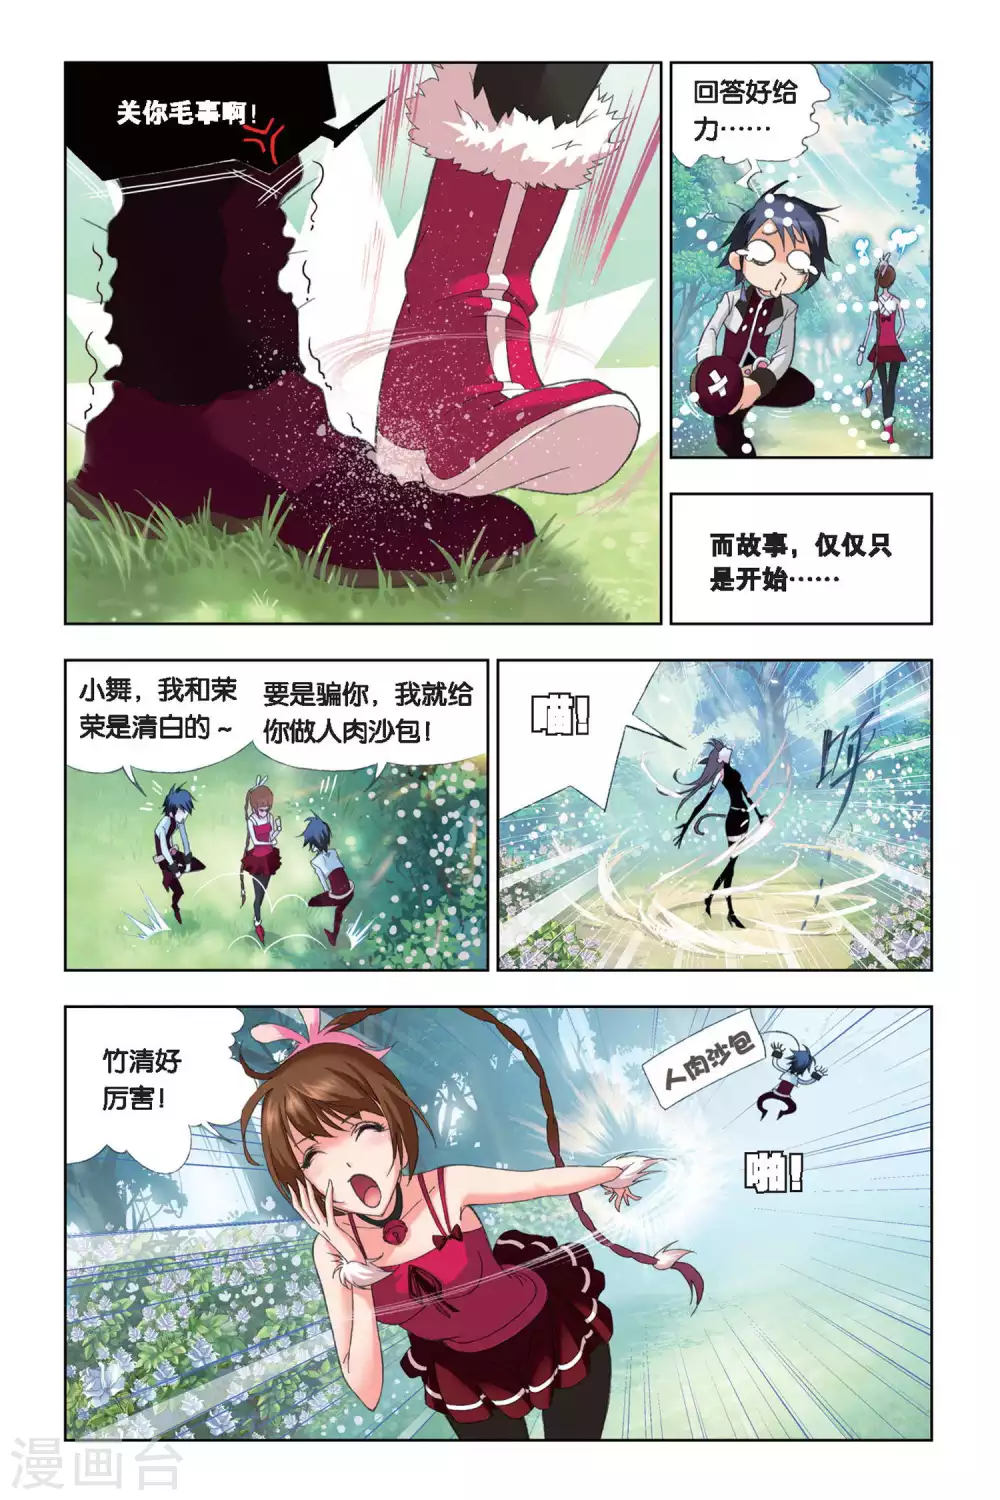 关你毛事啊！
回答好给
力……
而故事，仅仅只
是开始……
小舞，我和荣
荣是清白的～
要是骗你，我就给
你做人肉沙包！
喵！
呼
竹清好
厉害！
人肉沙包
啪！
漫画台